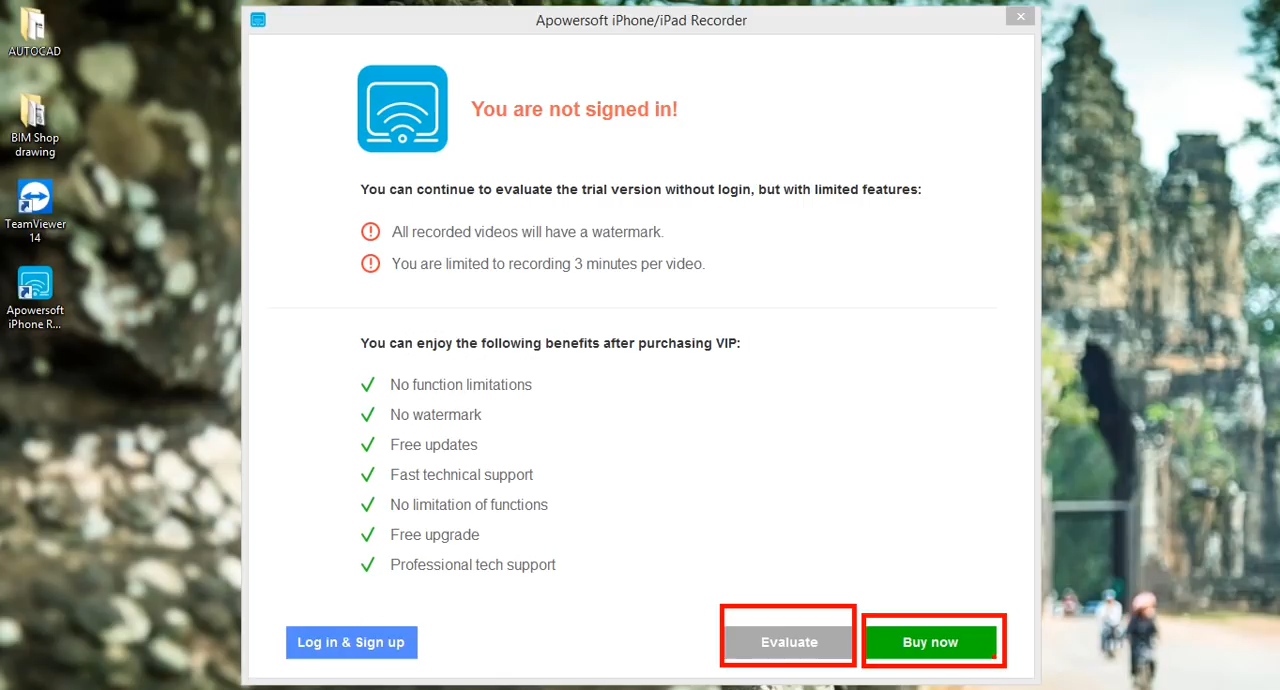 AUTOCAD
BIM Shop
drawing
TeamViewer
14
Apowersoft
iPhone R...
Apowersoft iPhone/iPad Recorder
You are not signed in!
You can continue to evaluate the trial version without login, but with limited features:
All recorded videos will have a watermark.
You are limited to recording 3 minutes per video.
You can enjoy the following benefits after purchasing VIP:
No function limitations
No watermark
Free updates
Fast technical support
No limitation of functions
Free upgrade
Professional tech support
Log in & Sign up
Evaluate
Buy now